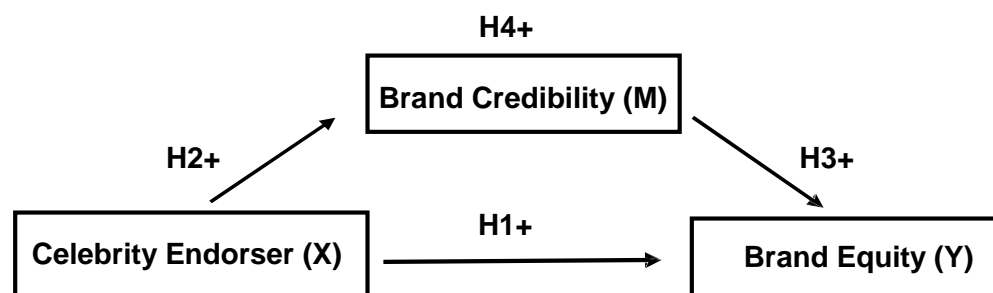 H4+
Brand Credibility (M)
H2+
H3+
H1+
Celebrity Endorser (X)
Brand Equity (Y)